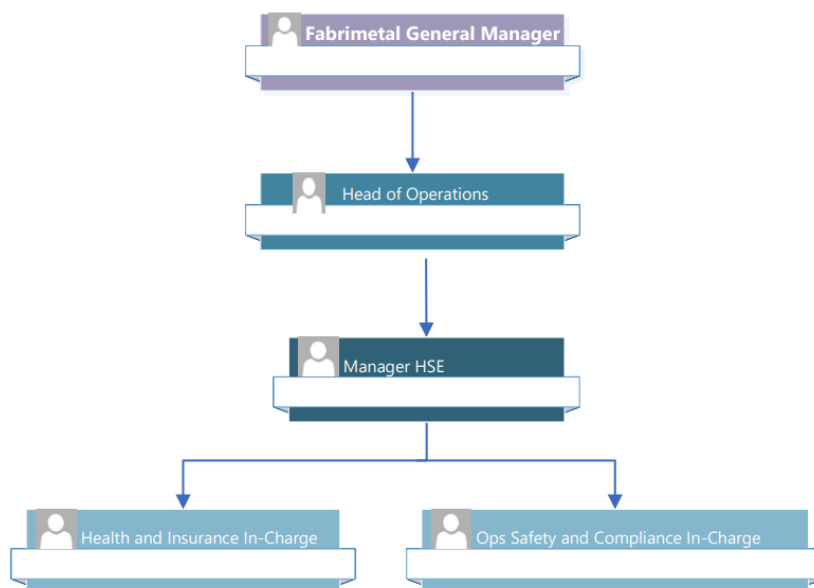 Fabrimetal General Manager
Head of Operations
Manager HSE
Health and Insurance In-Charge
Ops Safety and Compliance In-Charge